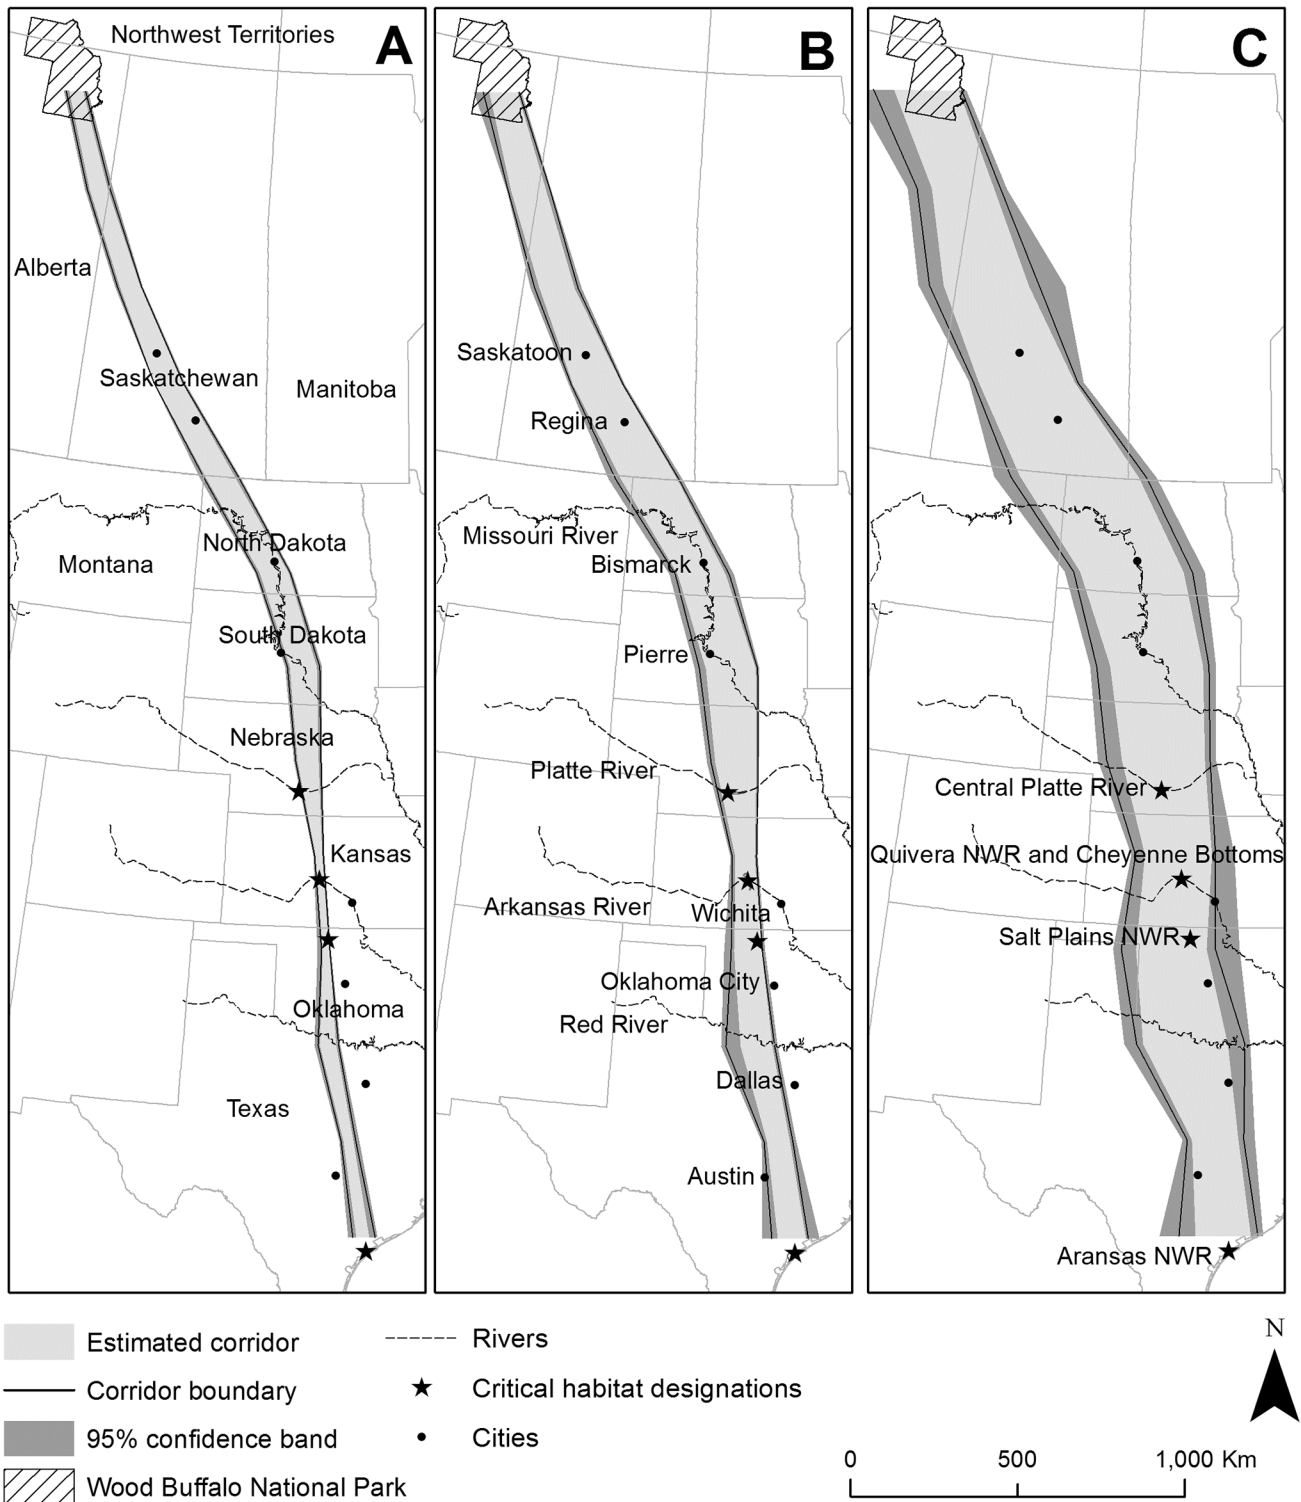 Northwest Territories
A
Alberta
Saskatchewan
Manitoba
North Dakota
Montana
South Dakota
Nebraska
Kansas
Oklahoma
Texas
B
Saskatoon
Regina
Missouri River
Bismarck
Pierre
Platte River
Arkansas River
Wichita
Oklahoma City
Red River
Dallas
Austin
C
Central Platte River
Quivera NWR and Cheyenne Bottoms
Salt Plains NWR
Aransas NWR
Estimated corridor
Corridor boundary
95% confidence band
Wood Buffalo National Park
Rivers
Critical habitat designations
Cities
N
0 500 1,000 Km